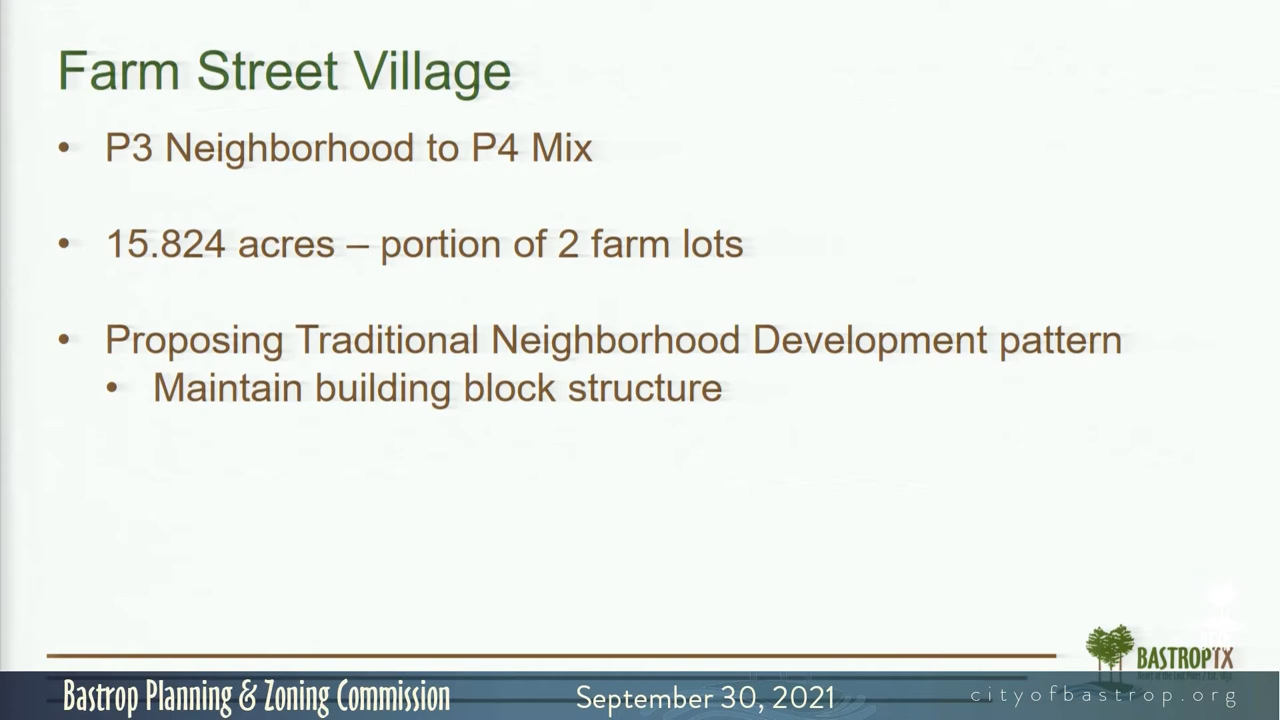 Farm Street Village
• P3 Neighborhood to P4 Mix
• 15.824 acres – portion of 2 farm lots
• Proposing Traditional Neighborhood Development pattern
• Maintain building block structure
BASTROPTX
Bastrop Planning & Zoning Commission
September 30, 2021
cityofbastrop.org